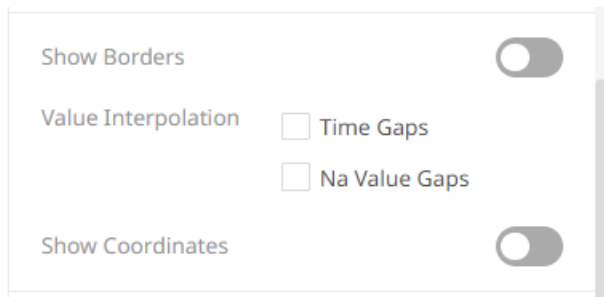 Show Borders
Value Interpolation
Time Gaps
Na Value Gaps
Show Coordinates